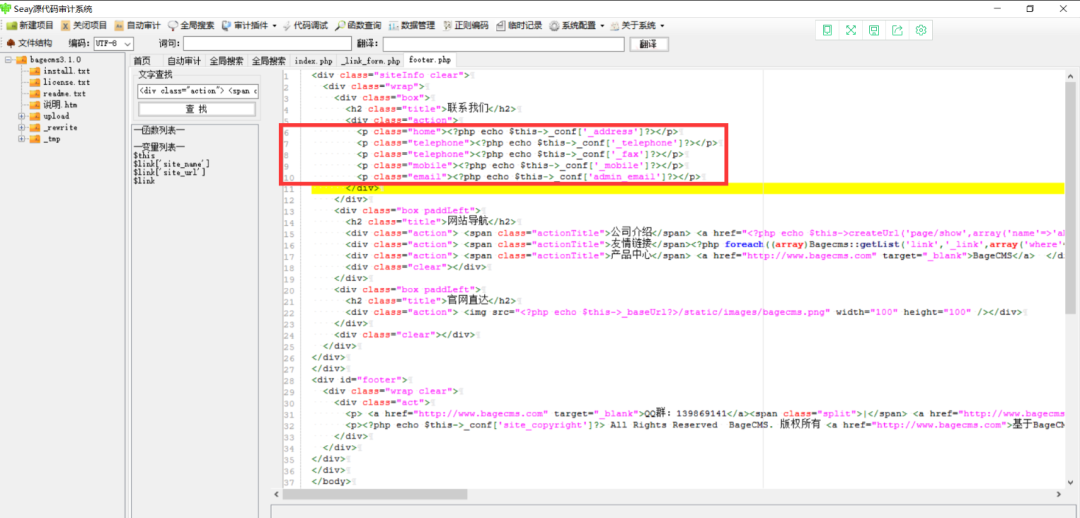 Seay源代码审计系统
新建项目 关闭项目 自动审计 全局搜索 审计插件 代码调试 函数查询 数据管理 正则编码 临时记录 系统配置 关于系统
文件结构 编码: UTF-8 词句: 翻译: 翻译
首页 自动审计 全局搜索 全局搜索 index.php _link_form.php footer.php
bagecms3.1.0
install.txt
license.txt
readme.txt
说明.htm
upload
_rewrite
_tmp
文字查找
<div class="action"> <span c
查 找
—函数列表—
—变量列表—
$this
$link['site_name']
$link['site_url']
$link
1 <div class="siteInfo clear">
2 <div class="wrap">
3 <div class="box">
4 <h2 class="title">联系我们</h2>
5 <div class="action">
6 <p class="home"><?php echo $this->_conf['_address']?></p>
7 <p class="telephone"><?php echo $this->_conf['_telephone']?></p>
8 <p class="telephone"><?php echo $this->_conf['_fax']?></p>
9 <p class="mobile"><?php echo $this->_conf['_mobile']?></p>
10 <p class="email"><?php echo $this->_conf['admin_email']?></p>
11 </div>
12 </div>
13 <div class="box paddLeft">
14 <h2 class="title">网站导航</h2>
15 <div class="action"> <span class="actionTitle">公司介绍</span> <a href="<?php echo $this->createUrl('page/show',array('name'=>'al
16 <div class="action"> <span class="actionTitle">友情链接</span><?php foreach((array)Bagecms::getList('link','_link',array('where'=
17 <div class="action"> <span class="actionTitle">产品中心</span> <a href="http://www.bagecms.com" target="_blank">BageCMS</a> </di
18 <div class="clear"></div>
19 </div>
20 <div class="box paddLeft">
21 <h2 class="title">官网直达</h2>
22 <div class="action"> <img src="<?php echo $this->_baseUrl?>/static/images/bagecms.png" width="100" height="100" /></div>
23 </div>
24 <div class="clear"></div>
25 </div>
26 </div>
27 </div>
28 <div id="footer">
29 <div class="wrap clear">
30 <div class="act">
31 <p> <a href="http://www.bagecms.com" target="_blank">QQ群: 139869141</a><span class="split">|</span> <a href="http://www.bagecms
32 <p><?php echo $this->_conf['site_copyright']?> All Rights Reserved BageCMS. 版权所有 <a href="http://www.bagecms.com">基于BageCM
33 </div>
34 </div>
35 </div>
36 </div>
37 </body>